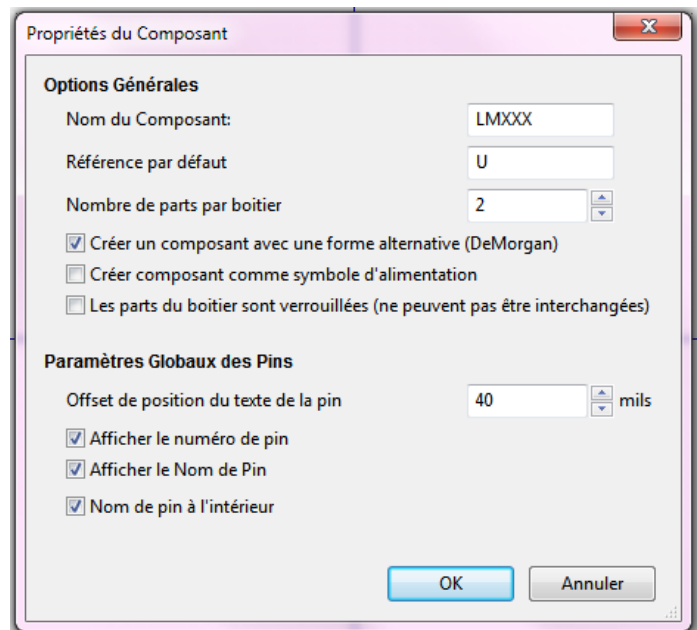 Propriétés du Composant
Options Générales
Nom du Composant: LMXXX
Référence par défaut U
Nombre de parts par boitier 2
Créer un composant avec une forme alternative (DeMorgan)
Créer composant comme symbole d'alimentation
Les parts du boitier sont verrouillées (ne peuvent pas être interchangées)
Paramètres Globaux des Pins
Offset de position du texte de la pin 40 mils
Afficher le numéro de pin
Afficher le Nom de Pin
Nom de pin à l'intérieur
OK Annuler